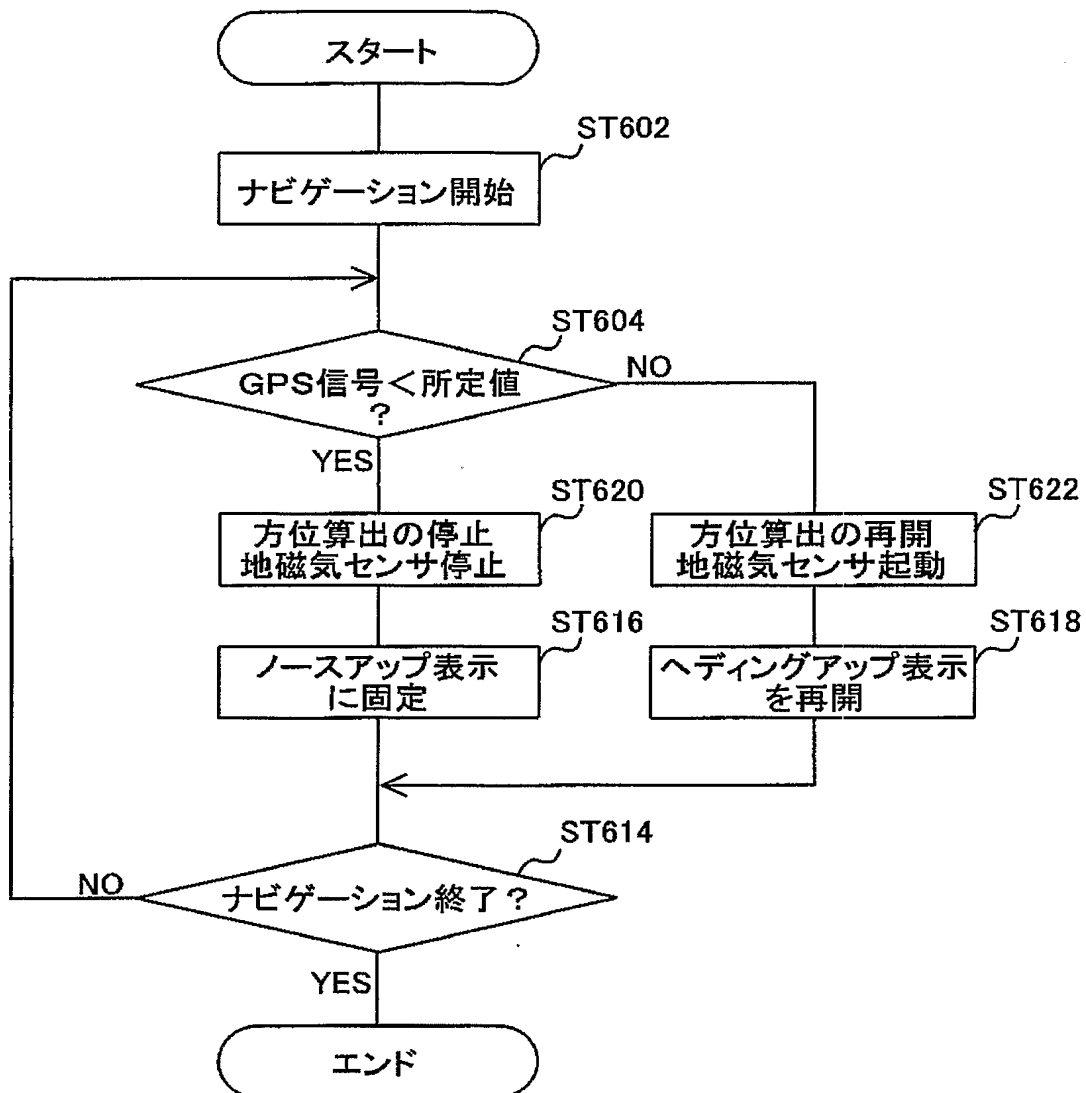 スタート
ST602
ナビゲーション開始
ST604
GPS信号<所定値
?
NO
YES
ST620
方位算出の停止
地磁気センサ停止
ST622
方位算出の再開
地磁気センサ起動
ST616
ノースアップ表示
に固定
ST618
ヘディングアップ表示
を再開
ST614
ナビゲーション終了?
NO
YES
エンド